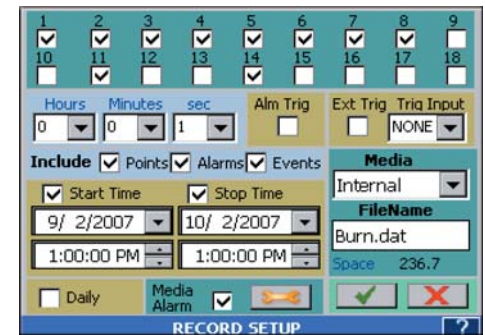 1 2 3 4 5 6 7 8 9
10 11 12 13 14 15 16 17 18
Hours Minutes sec Alm Trig Ext Trig Trig Input
0 0 1 NONE
Include Points Alarms Events Media
Internal
Start Time Stop Time
FileName
9/ 2/2007 10/ 2/2007
Burn.dat
1:00:00 PM 1:00:00 PM
Space 236.7
Daily Media Alarm
RECORD SETUP ?